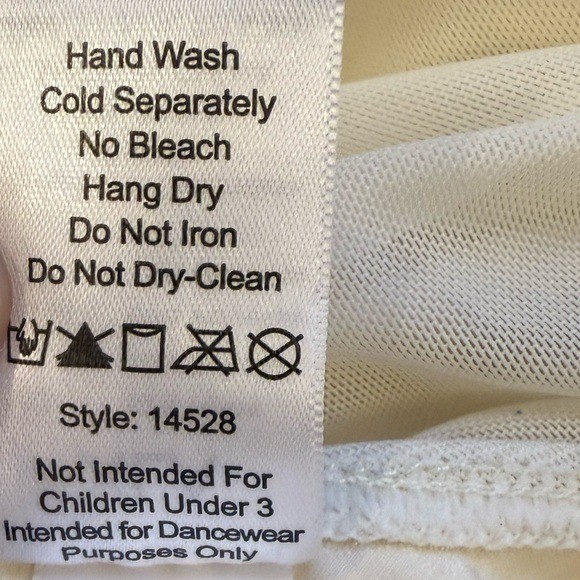 Hand Wash
Cold Separately
No Bleach
Hang Dry
Do Not Iron
Do Not Dry-Clean
Style: 14528
Not Intended For
Children Under 3
Intended for Dancewear
Purposes Only